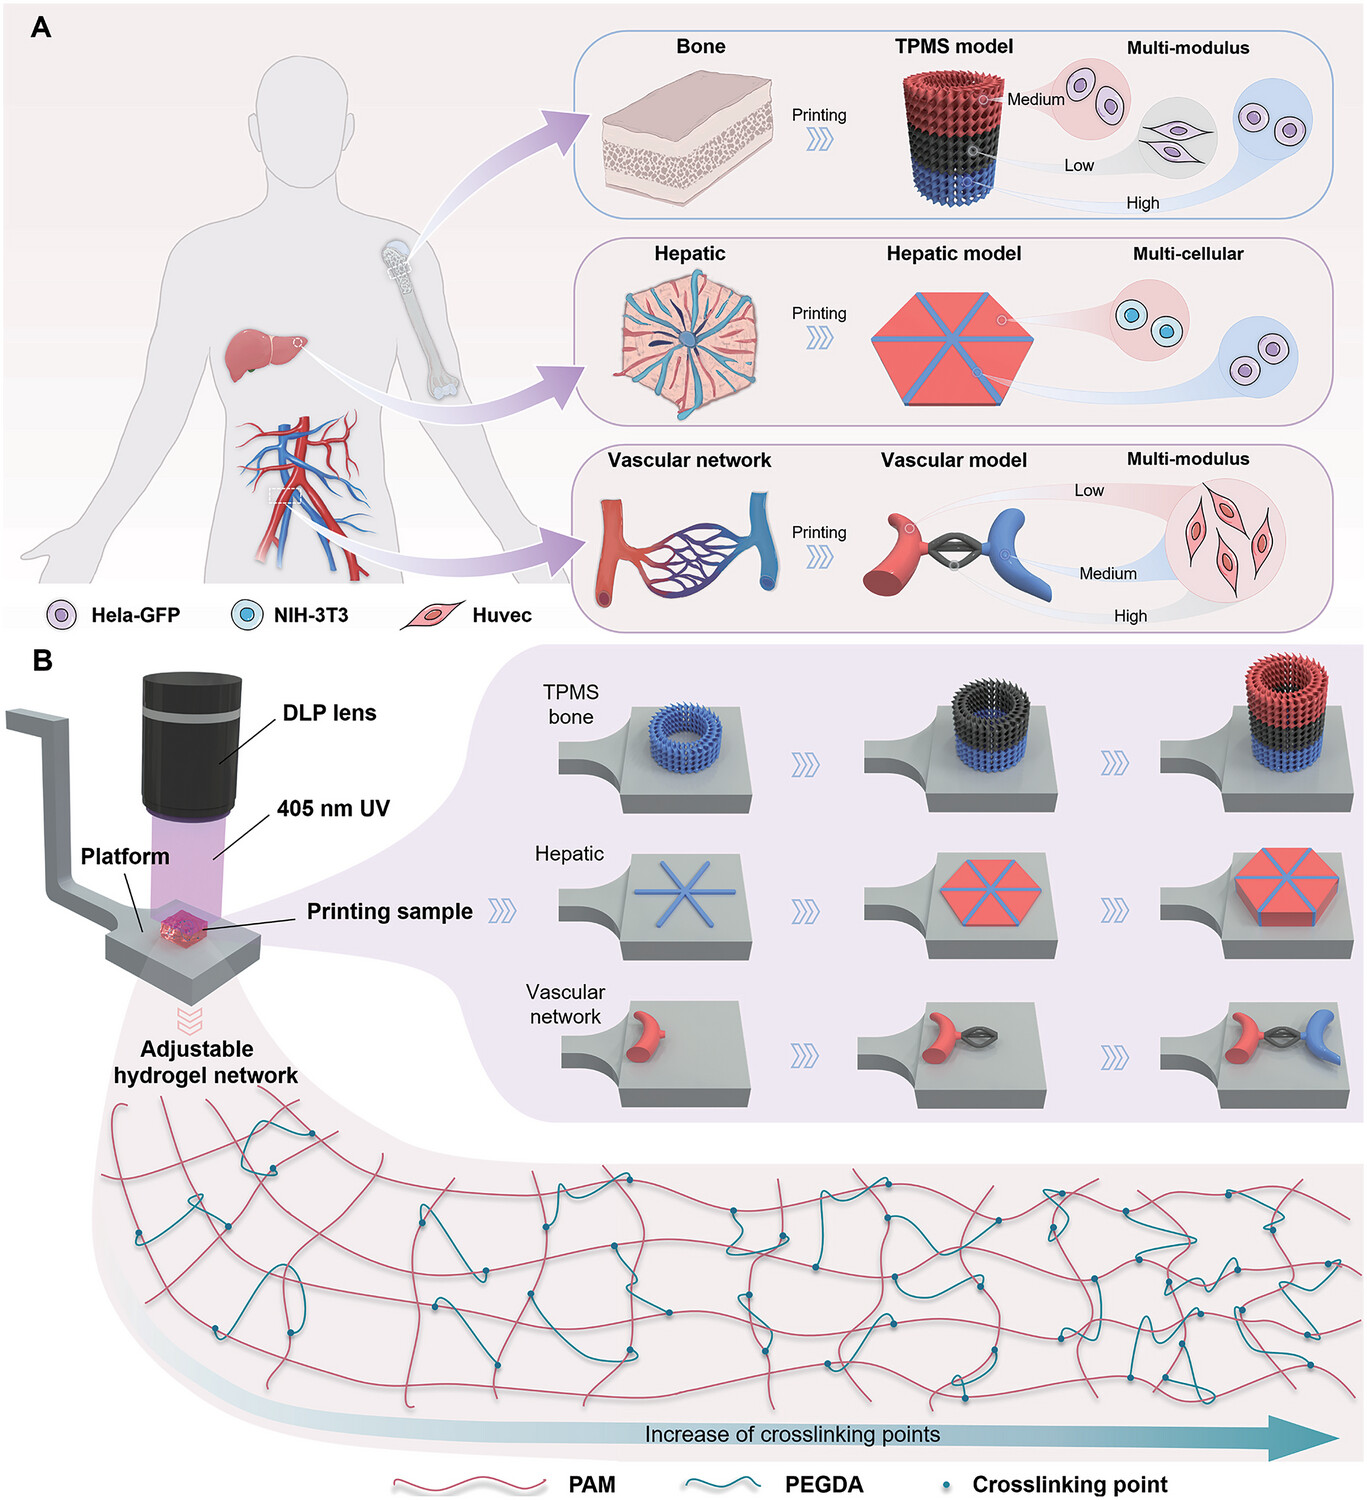 A
Bone
TPMS model
Multi-modulus
Printing
Medium
Low
High
Hepatic
Hepatic model
Multi-cellular
Printing
Vascular network
Vascular model
Multi-modulus
Printing
Low
Medium
High
Hela-GFP
NIH-3T3
Huvec
B
DLP lens
405 nm UV
Platform
Printing sample
TPMS
bone
Hepatic
Vascular
network
Adjustable
hydrogel network
Increase of crosslinking points
PAM
PEGDA
Crosslinking point